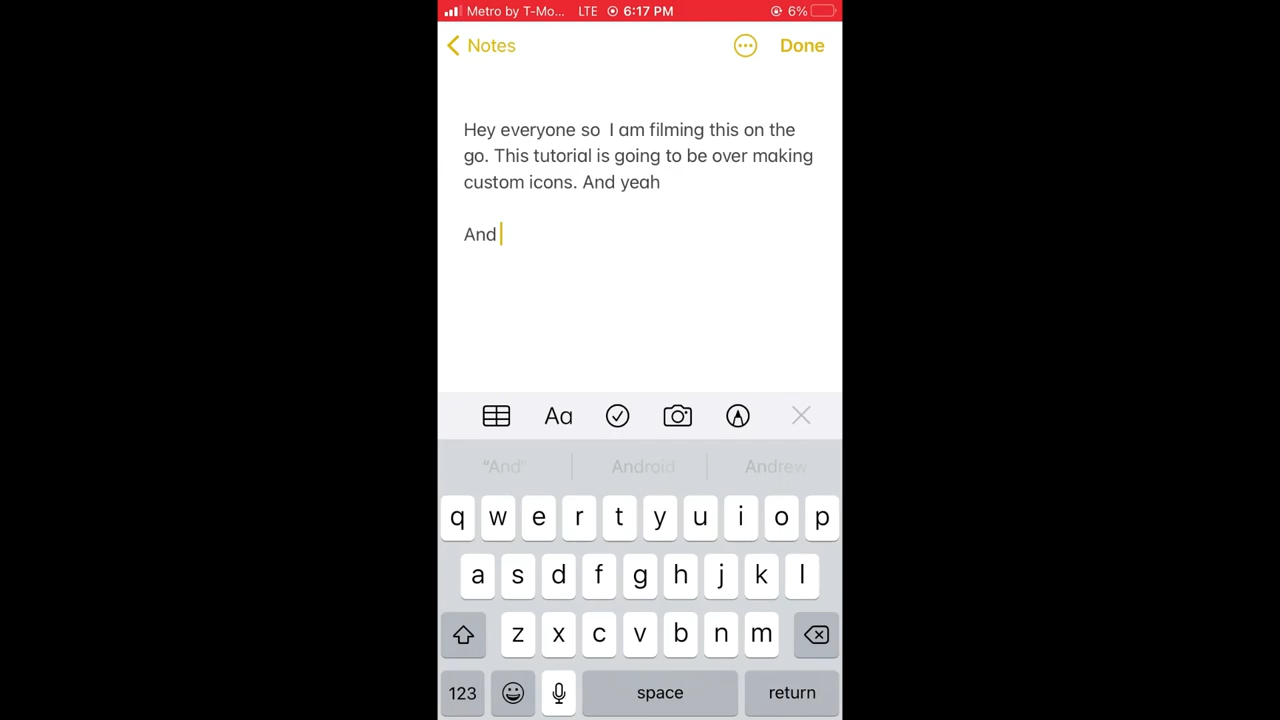 Metro by T-Mo... LTE 6:17 PM 6%
Notes Done
Hey everyone so I am filming this on the
go. This tutorial is going to be over making
custom icons. And yeah
And
Aa
“And” Android Andrew
q w e r t y u i o p
a s d f g h j k l
z x c v b n m
123 space return